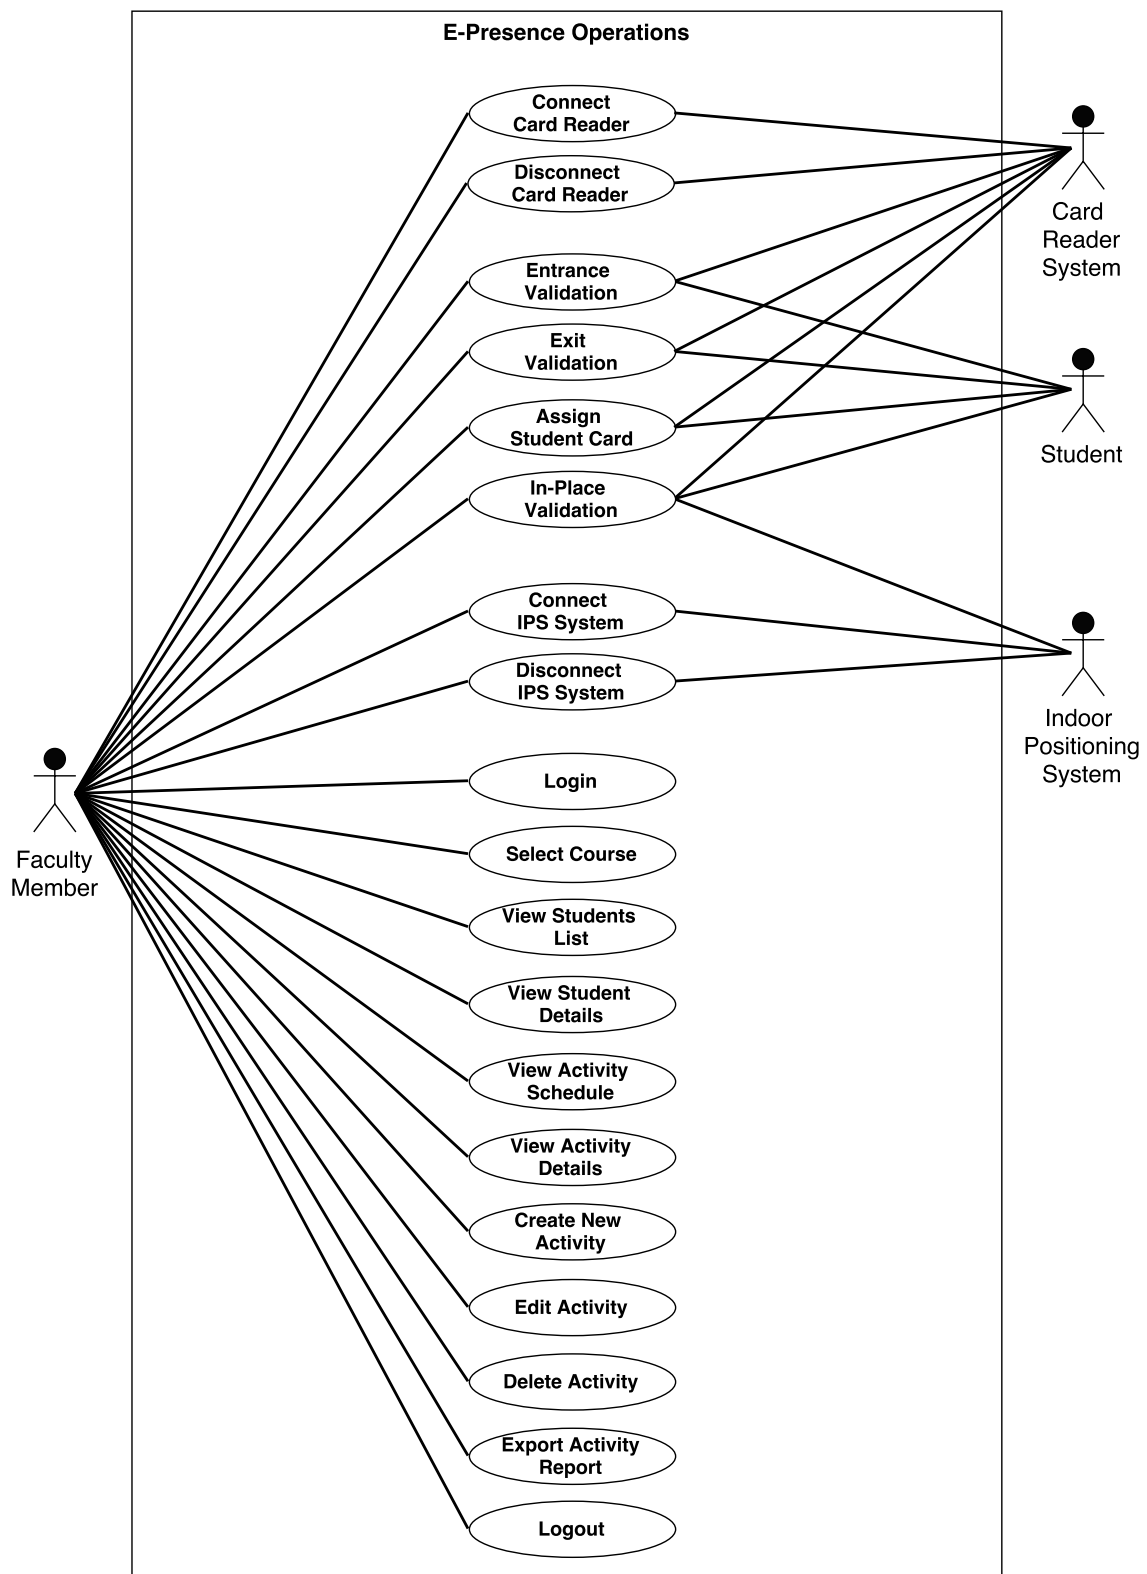 E-Presence Operations
Connect
Card Reader
Disconnect
Card Reader
Entrance
Validation
Exit
Validation
Assign
Student Card
In-Place
Validation
Connect
IPS System
Disconnect
IPS System
Login
Select Course
View Students
List
View Student
Details
View Activity
Schedule
View Activity
Details
Create New
Activity
Edit Activity
Delete Activity
Export Activity
Report
Logout
Faculty
Member
Card
Reader
System
Student
Indoor
Positioning
System